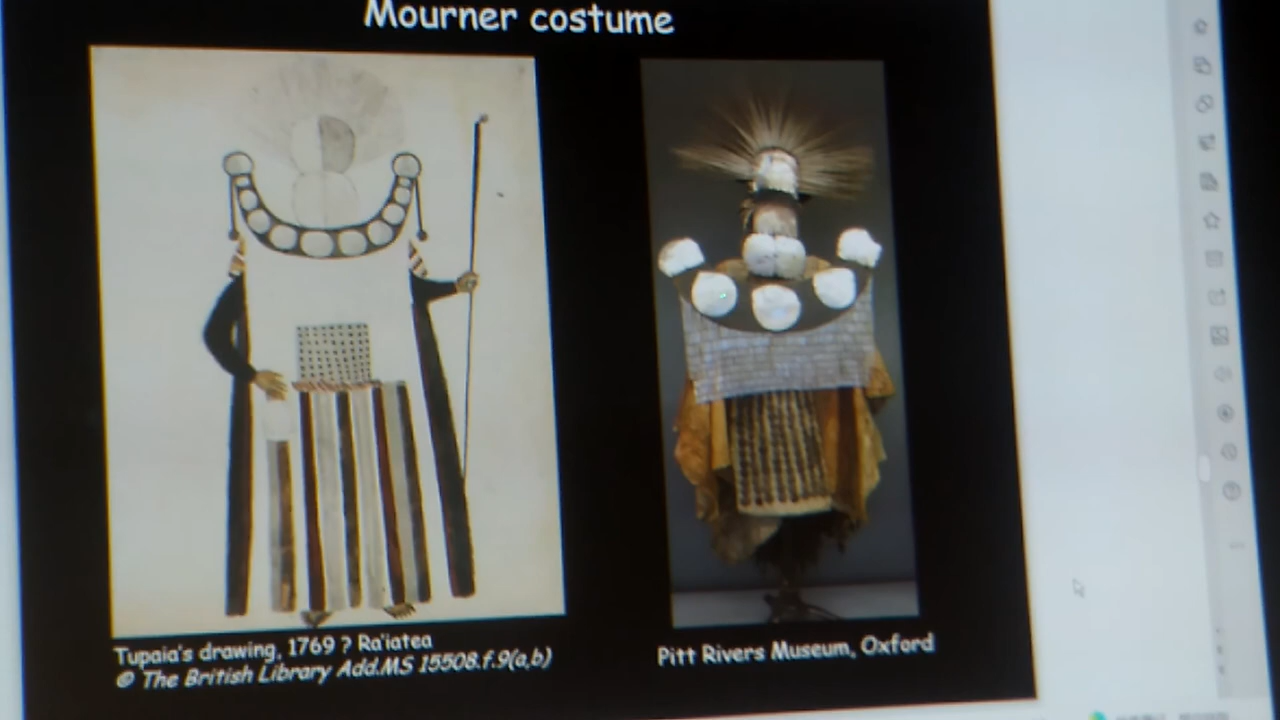 Mourner costume
Tupaia's drawing, 1769 ? Ra'iatea
© The British Library Add.MS 15508.f.9(a,b)
Pitt Rivers Museum, Oxford